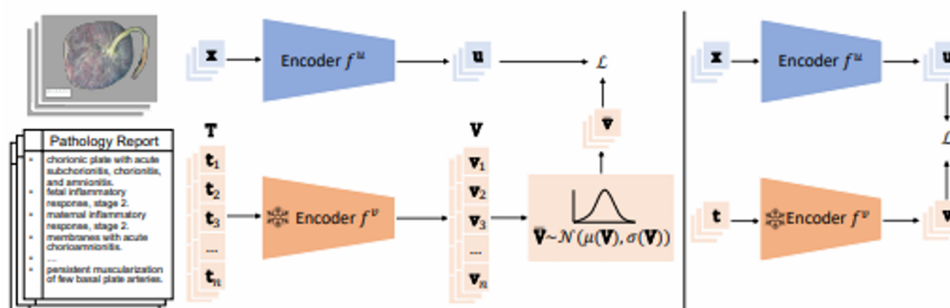 x
Encoder f^u
u
ℒ
v̄
Pathology Report
chorionic plate with acute
subchorionitis, chorionitis,
and amnionitis.
fetal inflammatory
response, stage 2.
maternal inflammatory
response, stage 2.
membranes with acute
chorioamnionitis.
....
persistent muscularization
of few basal plate arteries.
T
t₁
t₂
t₃
....
tₙ
Encoder f^v
V
v₁
v₂
v₃
....
vₙ
v̄~𝒩(μ(V), σ(V))
x
Encoder f^u
u
ℒ
t
Encoder f^v
v